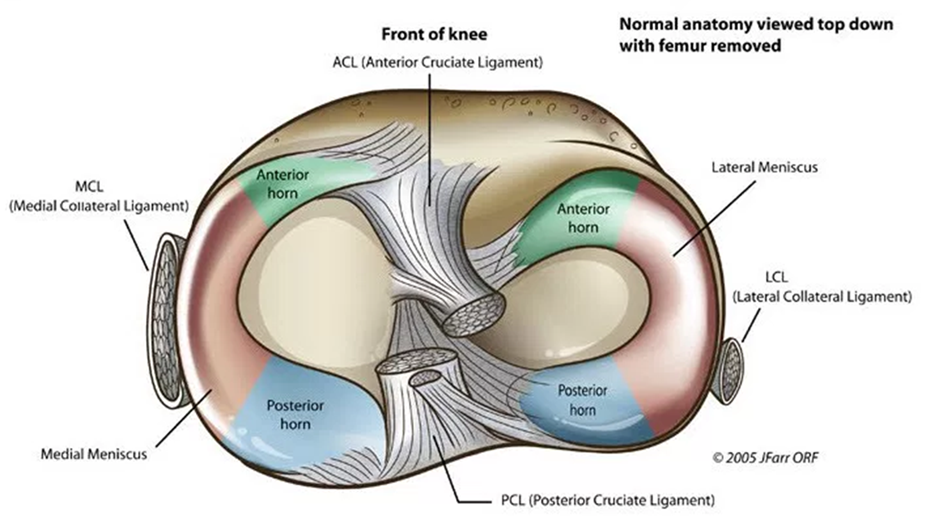 Front of knee
Normal anatomy viewed top down
with femur removed
ACL (Anterior Cruciate Ligament)
Anterior
horn
Lateral Meniscus
MCL
(Medial Collateral Ligament)
Anterior
horn
LCL
(Lateral Collateral Ligament)
Posterior
horn
Posterior
horn
Medial Meniscus
© 2005 JFarr ORF
PCL (Posterior Cruciate Ligament)